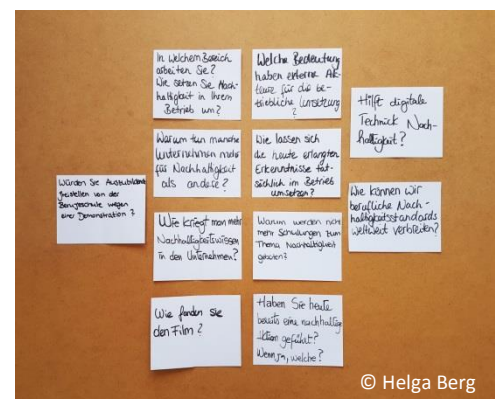 In welchem Bereich
arbeiten Sie?
Wie setzen Sie Nach-
haltigkeit in Ihrem
Betrieb um?
Welche Bedeutung
haben externe Ak-
teure für die be-
triebliche Umsetzung
?
Hilft digitale
Technick Nach-
haltigkeit?
Warum tun manche
Unternehmen mehr
für Nachhaltigkeit
als andere?
Wie lassen sich
die heute erlangten
Erkenntnisse tat-
sächlich im Betrieb
umsetzen?
Würden Sie Auszubildende
freistellen von der
Berufsschule wegen
einer Demonstration?
Wie können wir
berufliche Nach-
haltigkeitsstandards
weltweit verbreiten?
Wie kriegt man mehr
Nachhaltigkeitswissen
in den Unternehmen?
Warum werden nicht
mehr Schulungen zum
Thema Nachhaltigkeit
geboten?
Wie fanden sie
den Film?
Haben Sie heute
bereits eine nachhaltige
Aktion geführt?
Wenn ja, welche?
© Helga Berg